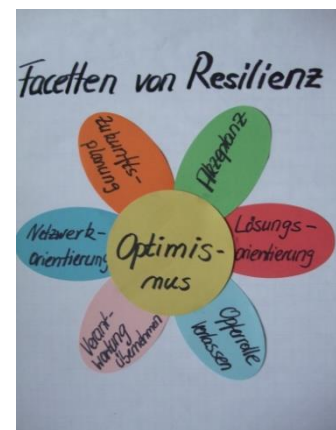 Facetten von Resilienz
Zukunfts-
planung
Akzeptanz
Netzwerk-
orientierung
Optimis-
mus
Lösungs-
orientierung
Verant-
wortung
übernehmen
Opferrolle
verlassen